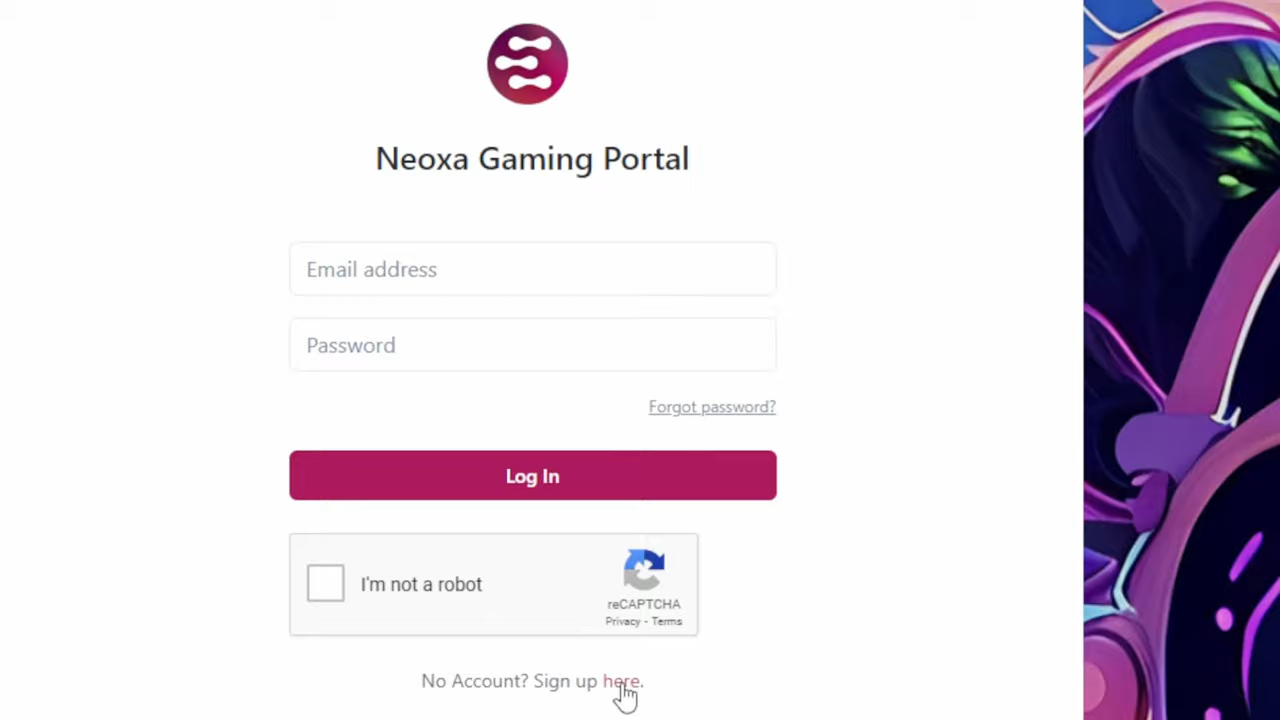 Neoxa Gaming Portal
Email address
Password
Forgot password?
Log In
I'm not a robot
reCAPTCHA
Privacy - Terms
No Account? Sign up here.